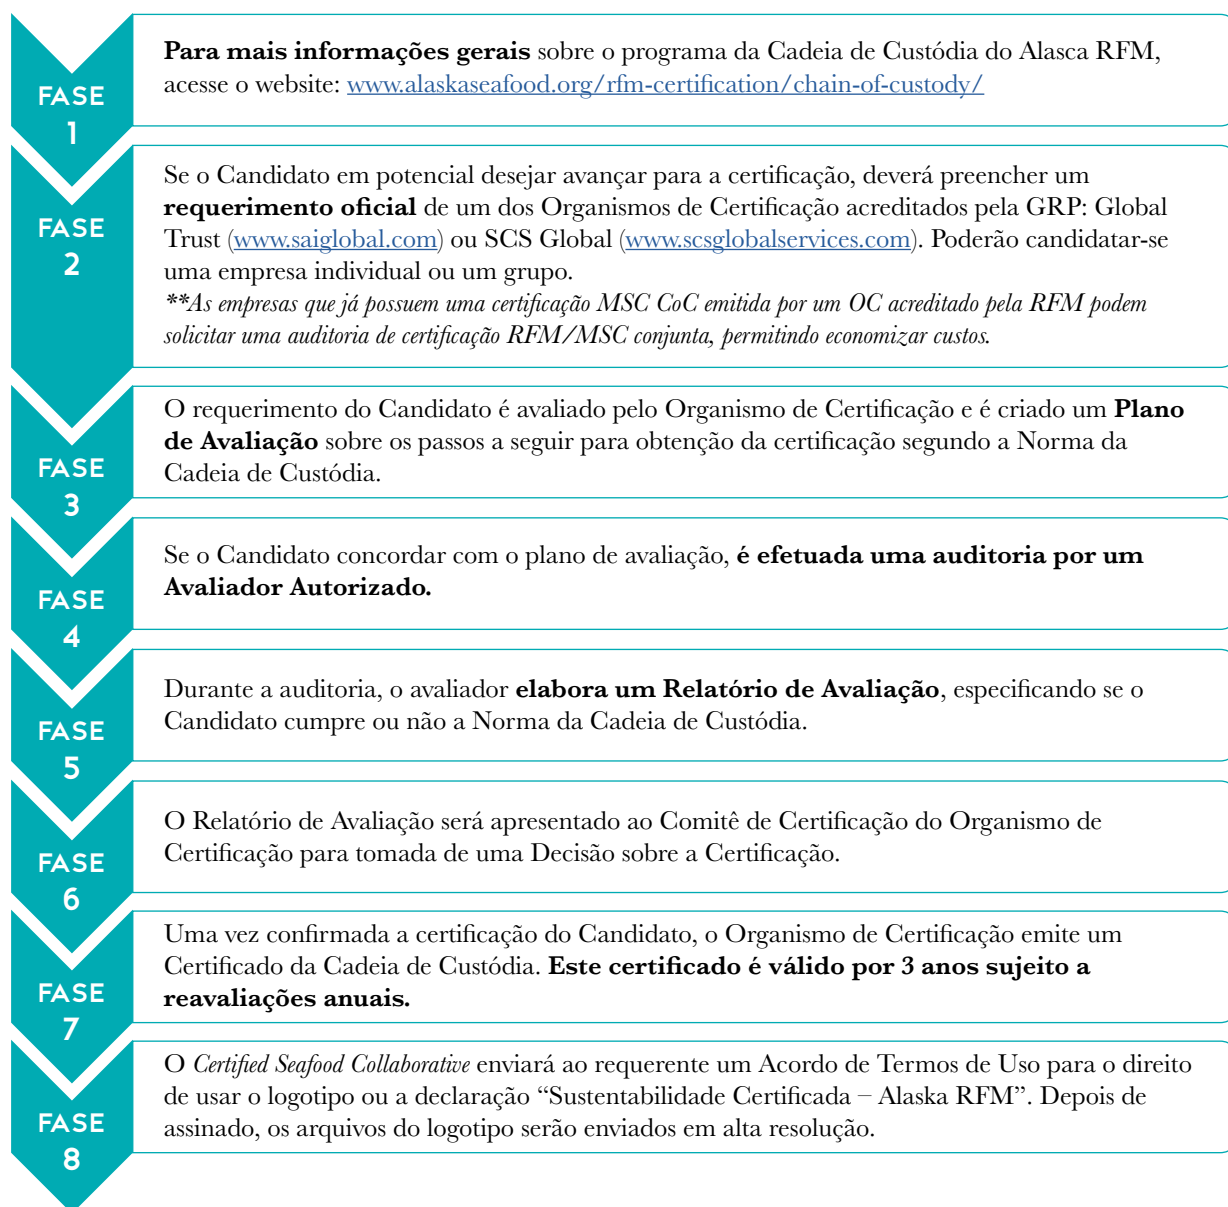 FASE
1
Para mais informações gerais sobre o programa da Cadeia de Custódia do Alasca RFM,
acesse o website: www.alaskaseafood.org/rfm-certification/chain-of-custody/
FASE
2
Se o Candidato em potencial desejar avançar para a certificação, deverá preencher um
requerimento oficial de um dos Organismos de Certificação acreditados pela GRP: Global
Trust (www.saiglobal.com) ou SCS Global (www.scsglobalservices.com). Poderão candidatar-se
uma empresa individual ou um grupo.
**As empresas que já possuem uma certificação MSC CoC emitida por um OC acreditado pela RFM podem
solicitar uma auditoria de certificação RFM/MSC conjunta, permitindo economizar custos.
FASE
3
O requerimento do Candidato é avaliado pelo Organismo de Certificação e é criado um Plano
de Avaliação sobre os passos a seguir para obtenção da certificação segundo a Norma da
Cadeia de Custódia.
FASE
4
Se o Candidato concordar com o plano de avaliação, é efetuada uma auditoria por um
Avaliador Autorizado.
FASE
5
Durante a auditoria, o avaliador elabora um Relatório de Avaliação, especificando se o
Candidato cumpre ou não a Norma da Cadeia de Custódia.
FASE
6
O Relatório de Avaliação será apresentado ao Comitê de Certificação do Organismo de
Certificação para tomada de uma Decisão sobre a Certificação.
FASE
7
Uma vez confirmada a certificação do Candidato, o Organismo de Certificação emite um
Certificado da Cadeia de Custódia. Este certificado é válido por 3 anos sujeito a
reavaliações anuais.
FASE
8
O Certified Seafood Collaborative enviará ao requerente um Acordo de Termos de Uso para o direito
de usar o logotipo ou a declaração “Sustentabilidade Certificada – Alaska RFM”. Depois de
assinado, os arquivos do logotipo serão enviados em alta resolução.